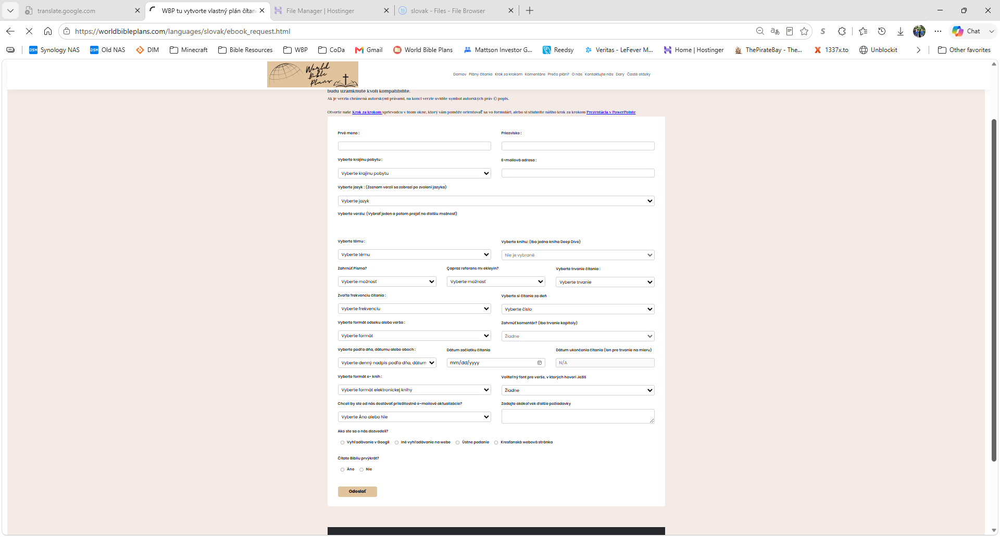 translate.google.com
WBP tu vytvorte vlastný plán čítani
File Manager | Hostinger
slovak - Files - File Browser
https://worldbibleplans.com/languages/slovak/ebook_request.html
Chat
Synology NAS
Old NAS
DIM
Minecraft
Bible Resources
WBP
CoDa
Gmail
World Bible Plans
Mattson Investor G...
Reedsy
Veritas - LeFever M...
Home | Hostinger
ThePirateBay - The...
1337x.to
Unblockit
Other favorites
World
Bible
Plans
Domov Plány čítania Krok za krokom Komentáre Prečo plán? O nás Kontaktujte nás Dary Časté otázky
budú uzamknuté kvôli kompatibilite.
Ak je verzia chránená autorskými právami, na konci verzie uvidíte symbol autorských práv © popis.
Otvorte naše Krok za krokom sprievodcu v inom okne, ktorý vám pomôže orientovať sa vo formulári, alebo si stiahnite nášho krok za krokom Prezentácia v PowerPointe
Prvé meno :
Priezvisko :
Vyberte krajinu pobytu :
E-mailová adresa :
Vyberte krajinu pobytu
Vyberte jazyk : (Zoznam verzií sa zobrazí po zvolení jazyka)
Vyberte jazyk
Vyberte verziu: (Vybrať jeden a potom prejsť na ďalšiu možnosť)
Vyberte tému :
Vyberte knihu: (Iba jedna kniha Deep Dive)
Vyberte tému
Nie je vybrané
Zahrnúť Písma?
Çapraz referans mı ekleyin?
Vyberte trvanie čítania :
Vyberte možnosť
Vyberte možnosť
Vyberte trvanie
Zvoľte frekvenciu čítania :
Vyberte si čítanie za deň
Vyberte frekvenciu
Vyberte číslo
Vyberte formát odseku alebo verša :
Zahrnúť komentár? (Iba trvanie kapitoly)
Vyberte formát
Žiadne
Vyberte podľa dňa, dátumu alebo oboch :
Dátum začiatku čítania
Dátum ukončenia čítania (len pre trvanie na mieru)
Vyberte denný nadpis podľa dňa, dátum
mm/dd/yyyy
N/A
Vyberte formát e- kníh :
Voliteľný font pre verše, v ktorých hovorí Ježiš
Vyberte formát elektronickej knihy
Žiadne
Chceli by ste od nás dostávať príležitostné e-mailové aktualizácie?
Zadajte akékoľvek ďalšie požiadavky
Vyberte Áno alebo Nie
Ako ste sa o nás dozvedeli?
Vyhľadávanie v Googli
Iné vyhľadávanie na webe
Ústne podanie
Kresťanská webová stránka
Čítate Bibliu prvýkrát?
Áno
Nie
Odoslať